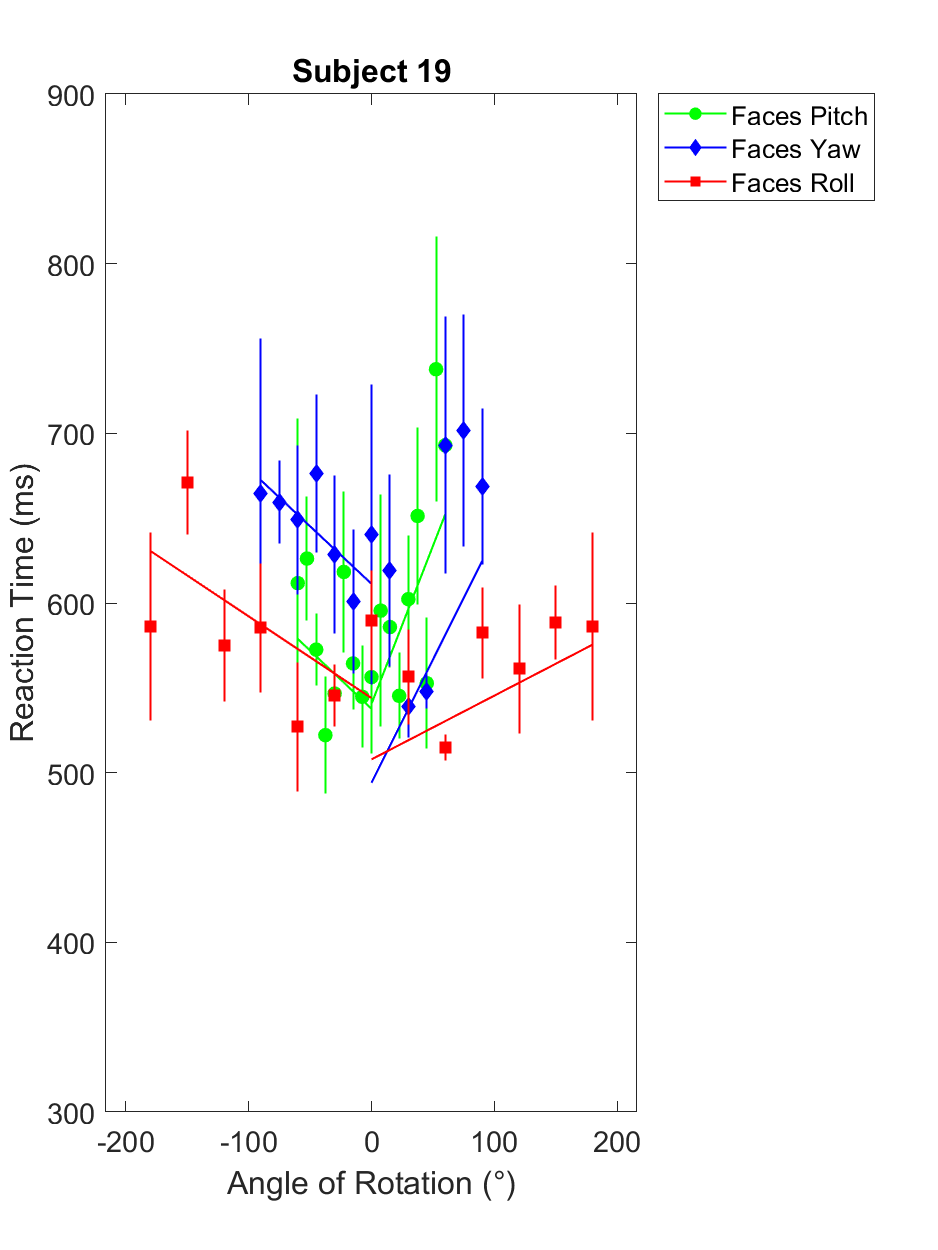 Subject 19
900
800
700
600
500
400
300
-200
-100
0
100
200
Reaction Time (ms)
Angle of Rotation (°)
Faces Pitch
Faces Yaw
Faces Roll